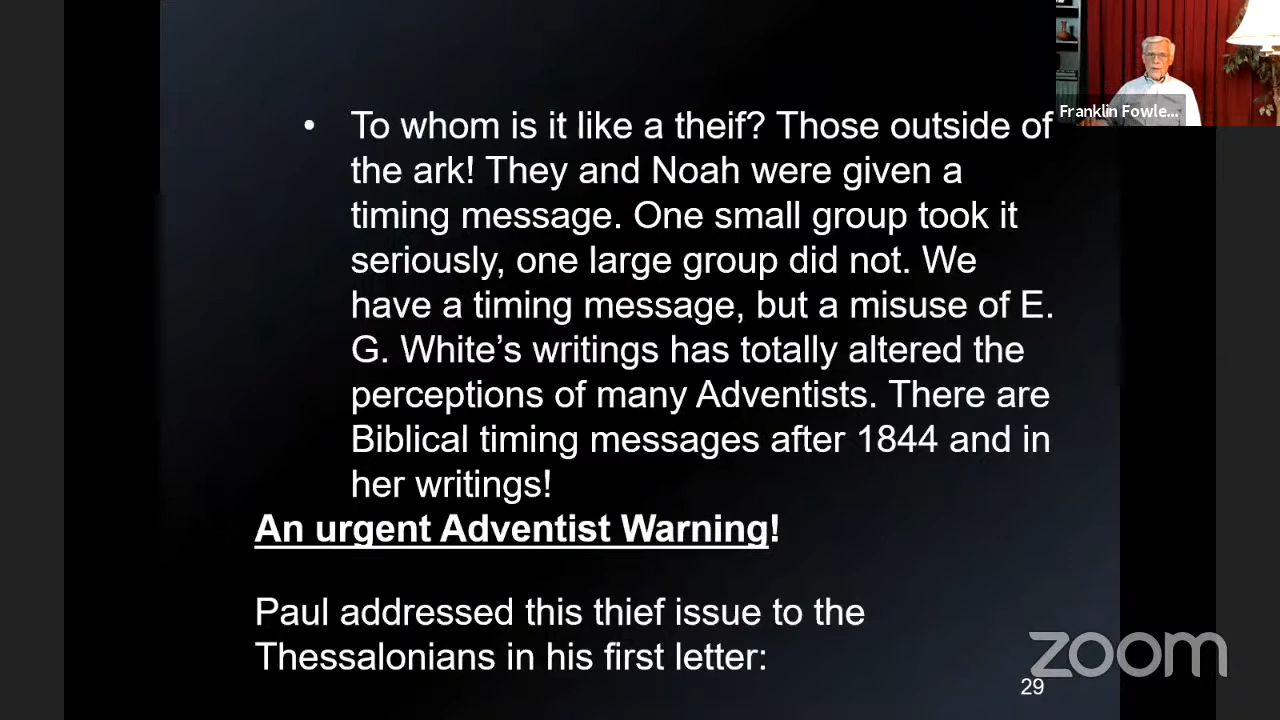 Franklin Fowle...
• To whom is it like a theif? Those outside of
the ark! They and Noah were given a
timing message. One small group took it
seriously, one large group did not. We
have a timing message, but a misuse of E.
G. White’s writings has totally altered the
perceptions of many Adventists. There are
Biblical timing messages after 1844 and in
her writings!
An urgent Adventist Warning!
Paul addressed this thief issue to the
Thessalonians in his first letter:
zoom
29